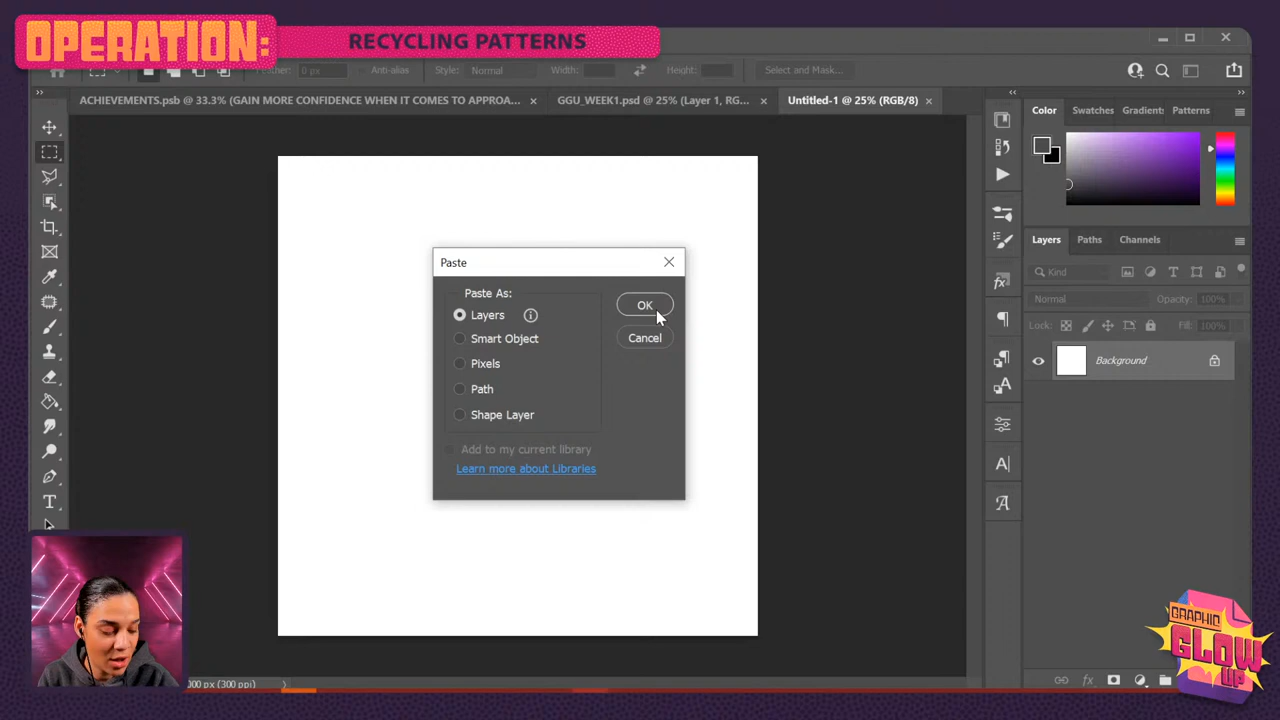 OPERATION:
RECYCLING PATTERNS
Feather: 0 px
Anti-alias
Style: Normal
Width:
Height:
Select and Mask...
ACHIEVEMENTS.psb @ 33.3% (GAIN MORE CONFIDENCE WHEN IT COMES TO APPROA...
GGU_WEEK1.psd @ 25% (Layer 1, RG...
Untitled-1 @ 25% (RGB/8)
Color
Swatches
Gradient:
Patterns
Paste
Paste As:
Layers
Smart Object
Pixels
Path
Shape Layer
OK
Cancel
Add to my current library
Learn more about Libraries
Layers
Paths
Channels
Kind
Normal
Opacity: 100%
Lock:
Fill: 100%
Background
000 px (300 ppi)
GRAPHIC
GLOW
UP